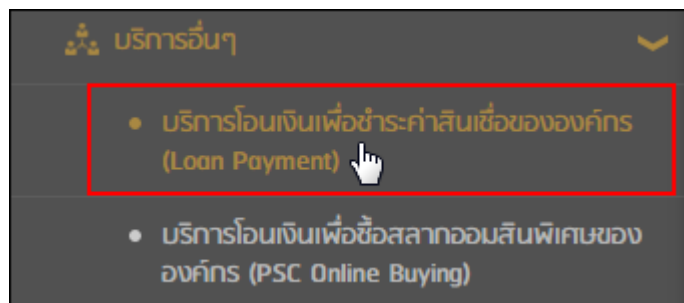 บริการอื่นๆ
บริการโอนเงินเพื่อชำระค่าสินเชื่อขององค์กร
(Loan Payment)
บริการโอนเงินเพื่อซื้อสลากออมสินพิเศษของ
องค์กร (PSC Online Buying)